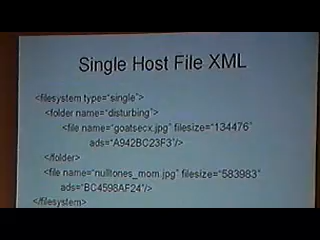 Single Host File XML
<filesystem type="single">
<folder name="disturbing">
<file name="goatsecx.jpg" filesize="134476"
ads="A942BC23F3"/>
</folder>
<file name="nulltones_mom.jpg" filesize="583983"
ads="BC4598AF24"/>
</filesystem>